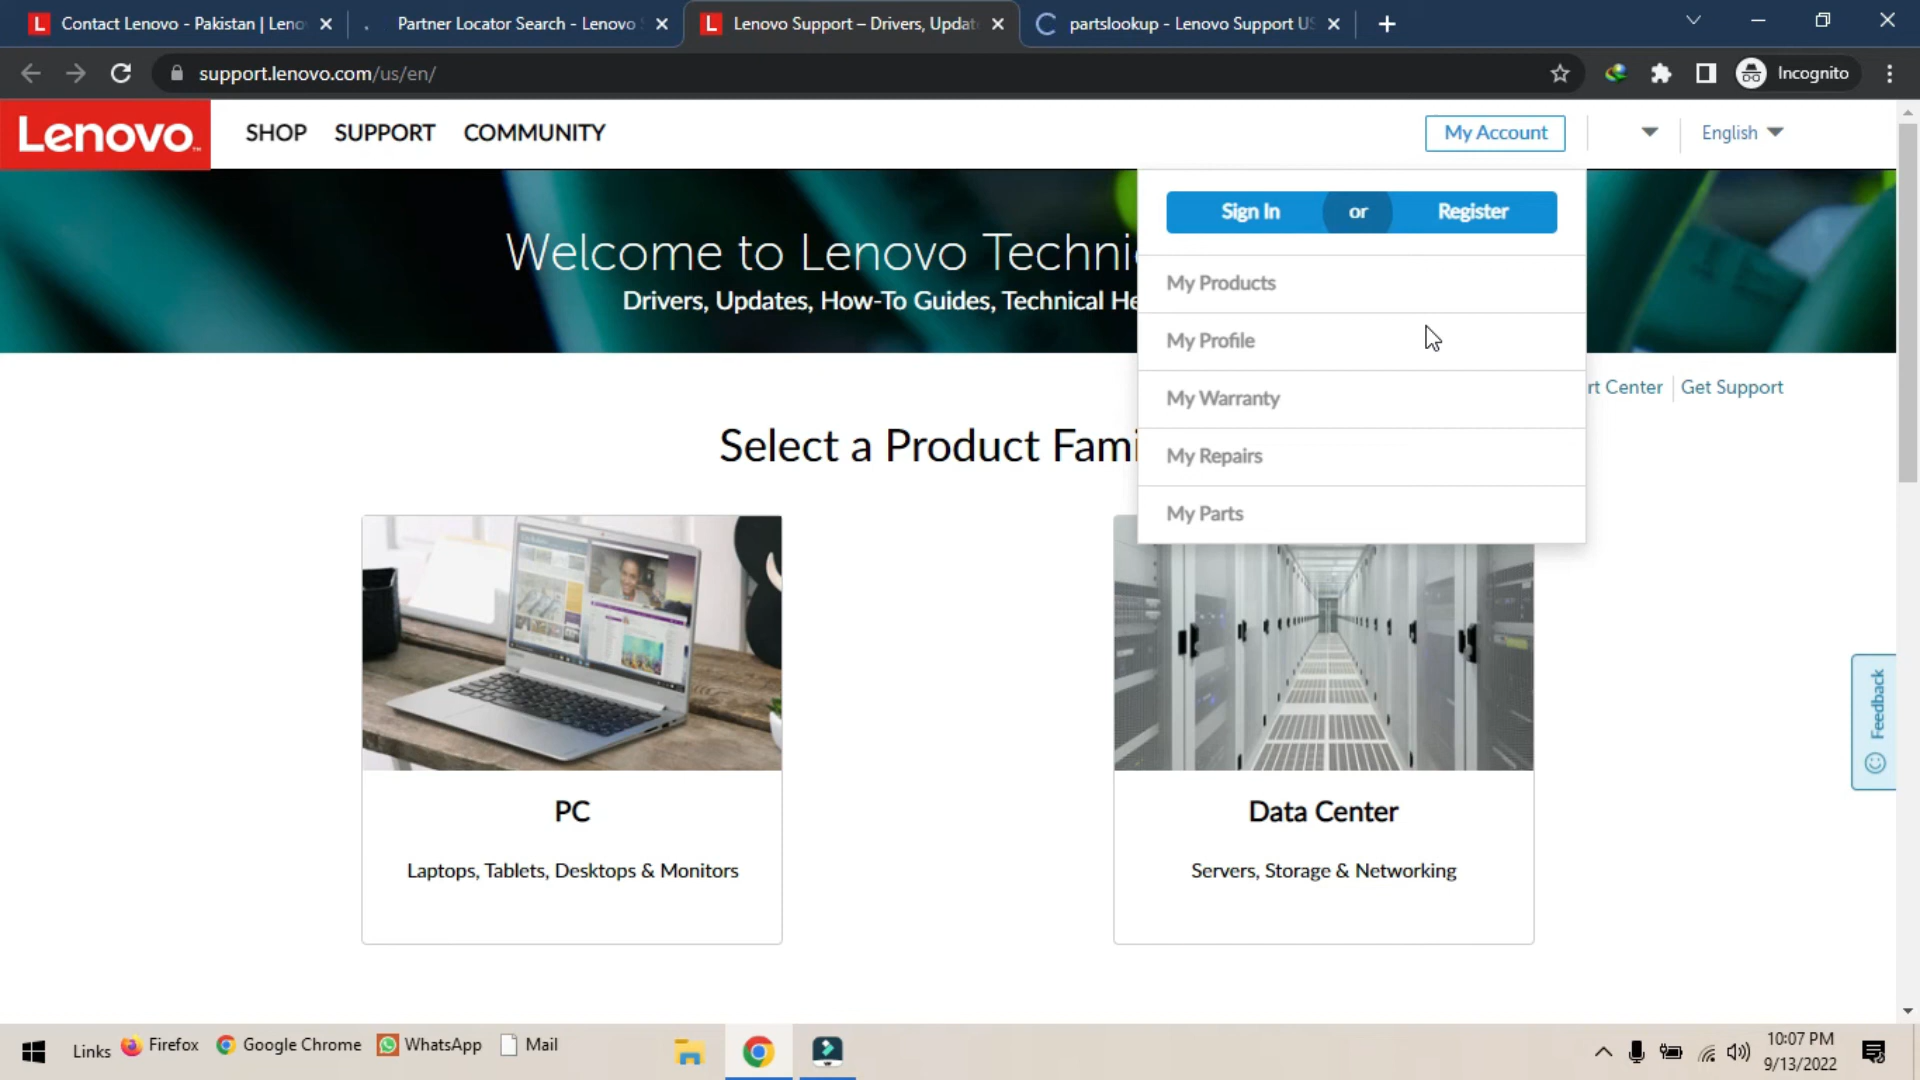 Contact Lenovo - Pakistan | Leno
Partner Locator Search - Lenovo
Lenovo Support – Drivers, Updat
partslookup - Lenovo Support US
support.lenovo.com/us/en/
Incognito
Lenovo
SHOP
SUPPORT
COMMUNITY
My Account
English
Welcome to Lenovo Techni
Drivers, Updates, How-To Guides, Technical He
Sign In or Register
My Products
My Profile
My Warranty
My Repairs
My Parts
rt Center
Get Support
Select a Product Fami
PC
Laptops, Tablets, Desktops & Monitors
Data Center
Servers, Storage & Networking
Feedback
Links
Firefox
Google Chrome
WhatsApp
Mail
10:07 PM
9/13/2022